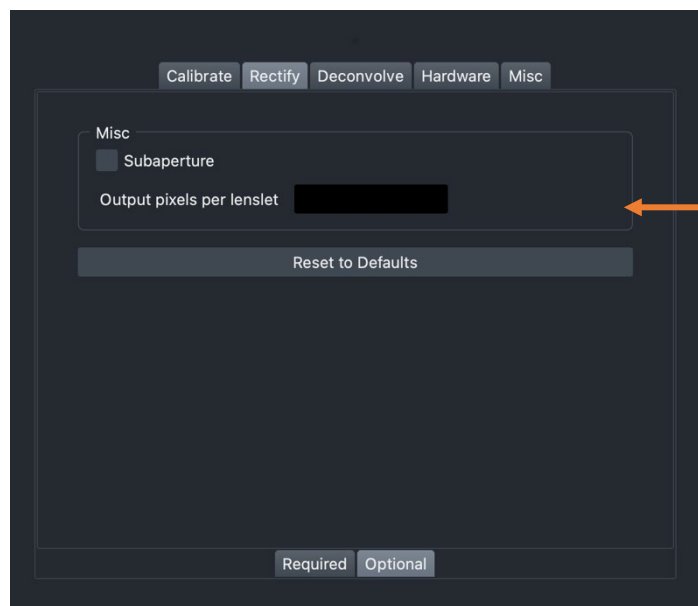 Calibrate Rectify Deconvolve Hardware Misc
Misc
Subaperture
Output pixels per lenslet
Reset to Defaults
Required Optional